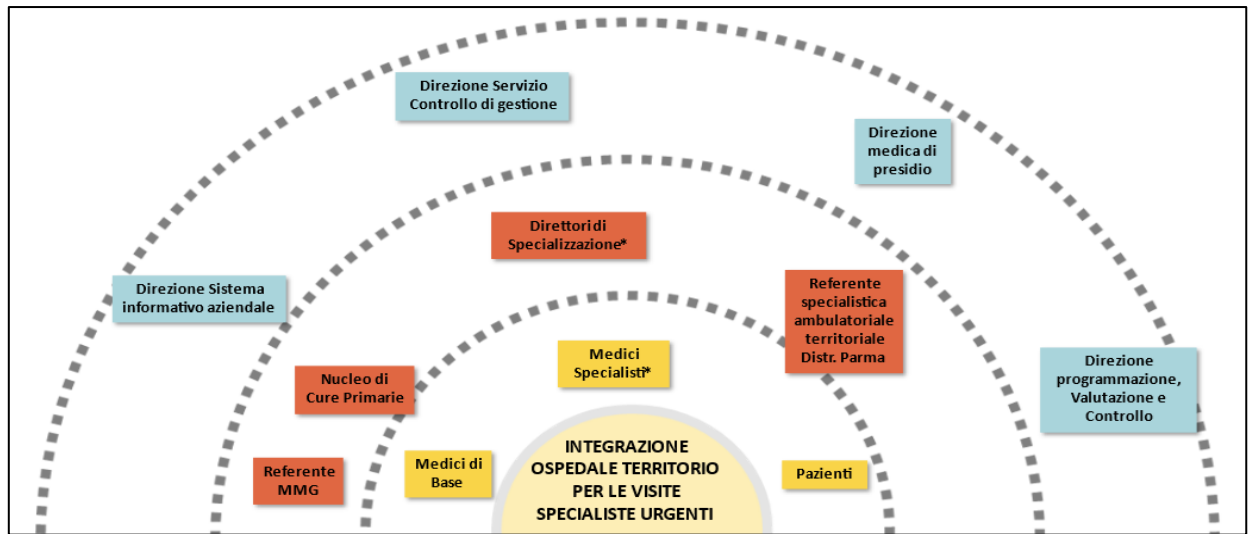 Direzione Servizio
Controllo di gestione
Direzione
medica di
presidio
Direttori di
Specializzazione*
Direzione Sistema
informativo aziendale
Referente
specialistica
ambulatoriale
territoriale
Distr. Parma
Medici
Specialisti*
Nucleo di
Cure Primarie
Direzione
programmazione,
Valutazione e
Controllo
Referente
MMG
Medici di
Base
INTEGRAZIONE
OSPEDALE TERRITORIO
PER LE VISITE
SPECIALISTE URGENTI
Pazienti